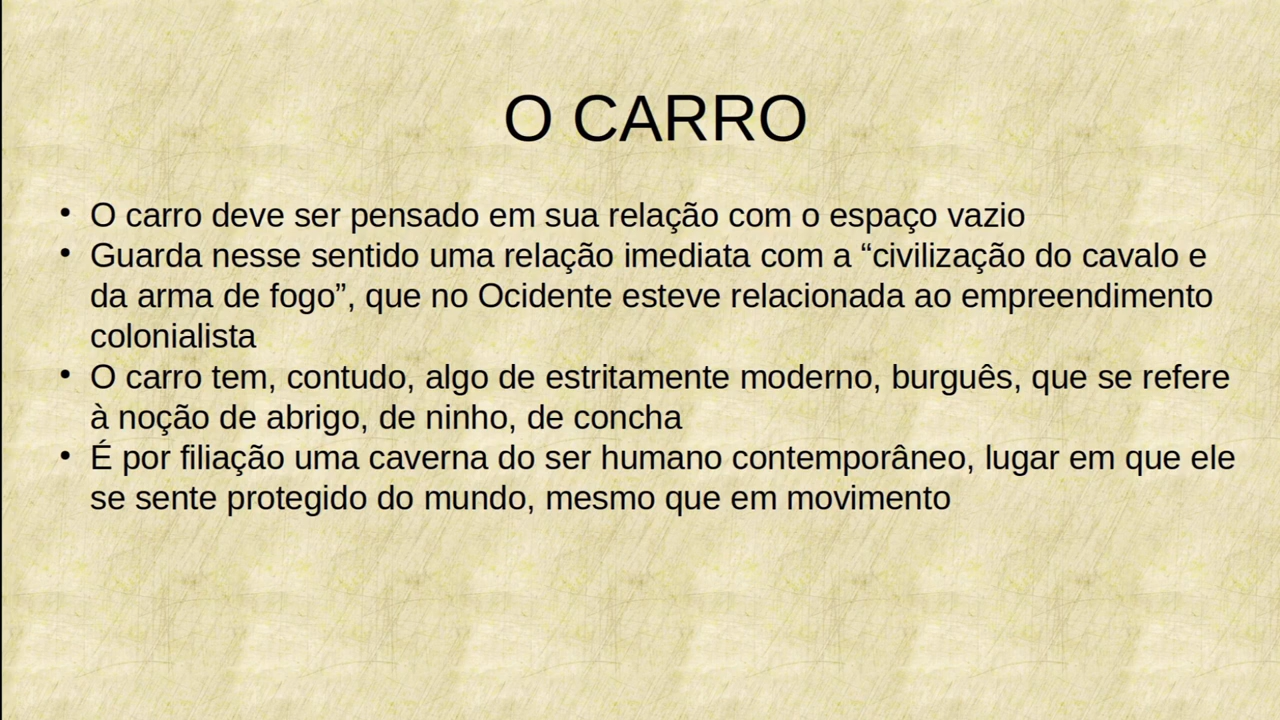 O CARRO
• O carro deve ser pensado em sua relação com o espaço vazio
• Guarda nesse sentido uma relação imediata com a “civilização do cavalo e
da arma de fogo”, que no Ocidente esteve relacionada ao empreendimento
colonialista
• O carro tem, contudo, algo de estritamente moderno, burguês, que se refere
à noção de abrigo, de ninho, de concha
• É por filiação uma caverna do ser humano contemporâneo, lugar em que ele
se sente protegido do mundo, mesmo que em movimento